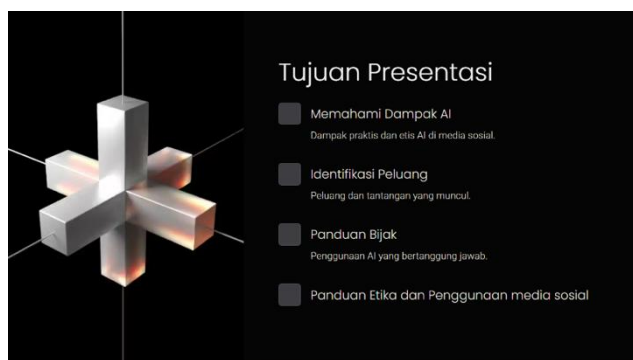 Tujuan Presentasi
Memahami Dampak AI
Dampak praktis dan etis AI di media sosial.
Identifikasi Peluang
Peluang dan tantangan yang muncul.
Panduan Bijak
Penggunaan AI yang bertanggung jawab.
Panduan Etika dan Penggunaan media sosial